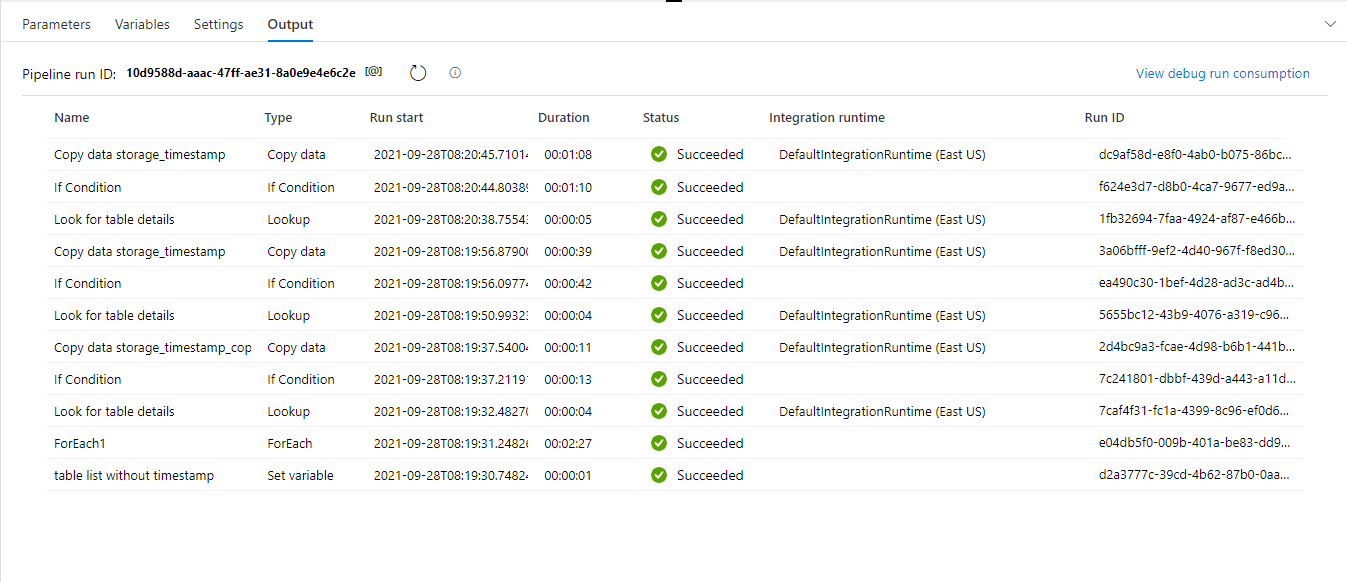 Parameters Variables Settings Output
Pipeline run ID: 10d9588d-aaac-47ff-ae31-8a0e9e4e6c2e [@] View debug run consumption
Name Type Run start Duration Status Integration runtime Run ID
Copy data storage_timestamp Copy data 2021-09-28T08:20:45.71014 00:01:08 Succeeded DefaultIntegrationRuntime (East US) dc9af58d-e8f0-4ab0-b075-86bc...
If Condition If Condition 2021-09-28T08:20:44.80389 00:01:10 Succeeded f624e3d7-d8b0-4ca7-9677-ed9a...
Look for table details Lookup 2021-09-28T08:20:38.75543 00:00:05 Succeeded DefaultIntegrationRuntime (East US) 1fb32694-7faa-4924-af87-e466b...
Copy data storage_timestamp Copy data 2021-09-28T08:19:56.87900 00:00:39 Succeeded DefaultIntegrationRuntime (East US) 3a06bfff-9ef2-4d40-967f-f8ed30...
If Condition If Condition 2021-09-28T08:19:56.09774 00:00:42 Succeeded ea490c30-1bef-4d28-ad3c-ad4b...
Look for table details Lookup 2021-09-28T08:19:50.99323 00:00:04 Succeeded DefaultIntegrationRuntime (East US) 5655bc12-43b9-4076-a319-c96...
Copy data storage_timestamp_cop Copy data 2021-09-28T08:19:37.54004 00:00:11 Succeeded DefaultIntegrationRuntime (East US) 2d4bc9a3-fcae-4d98-b6b1-441b...
If Condition If Condition 2021-09-28T08:19:37.21191 00:00:13 Succeeded 7c241801-dbbf-439d-a443-a11d...
Look for table details Lookup 2021-09-28T08:19:32.48270 00:00:04 Succeeded DefaultIntegrationRuntime (East US) 7caf4f31-fc1a-4399-8c96-ef0d6...
ForEach1 ForEach 2021-09-28T08:19:31.24826 00:02:27 Succeeded e04db5f0-009b-401a-be83-dd9...
table list without timestamp Set variable 2021-09-28T08:19:30.74824 00:00:01 Succeeded d2a3777c-39cd-4b62-87b0-0aa...